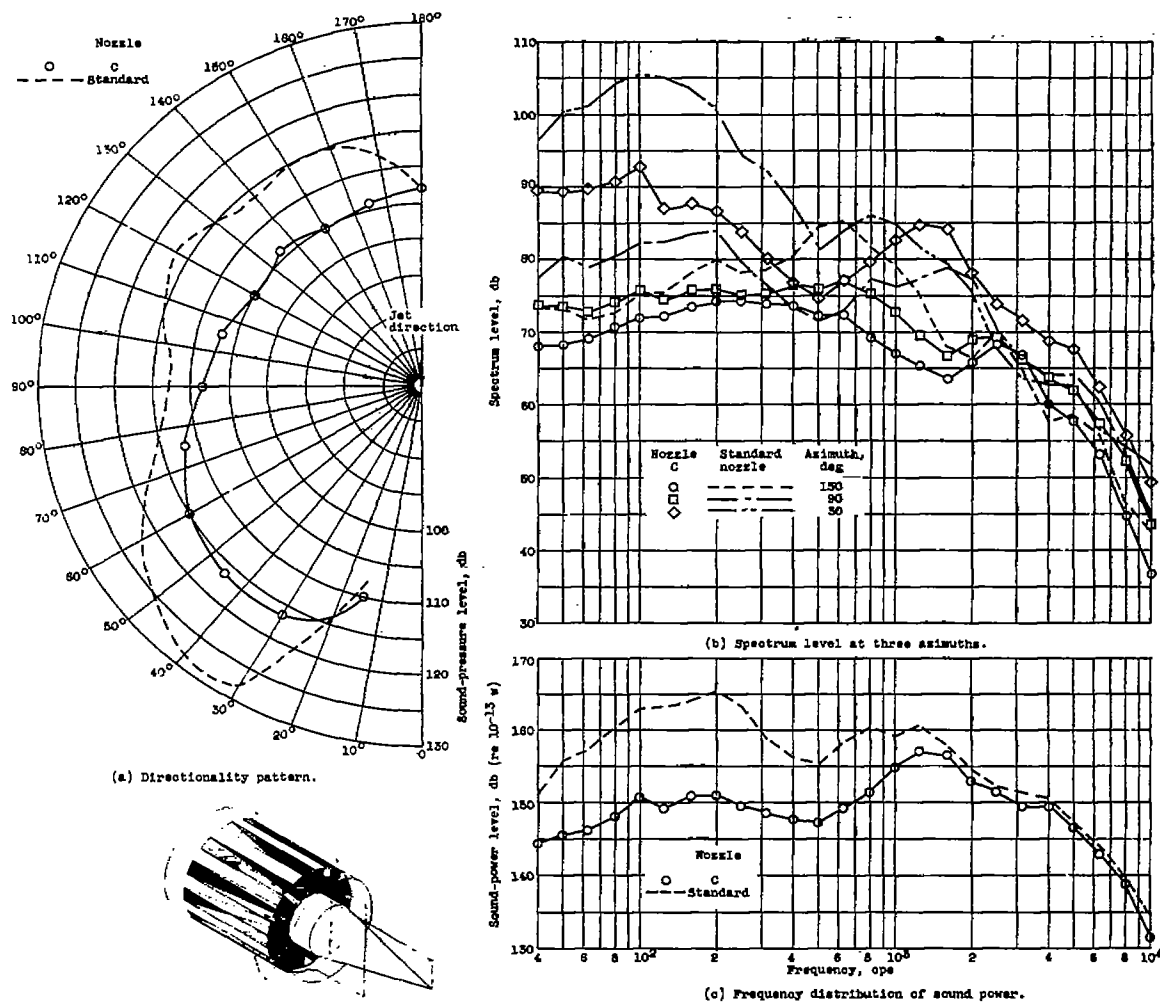 Nozzle
C
Standard
180°
170°
160°
150°
140°
130°
120°
110°
100°
90°
80°
70°
60°
50°
40°
30°
20°
10°
0
Jet
direction
100
110
120
130
Sound-pressure level, db
(a) Directionality pattern.
110
100
90
80
70
60
50
40
30
Spectrum level, db
Nozzle Standard Azimuth,
C nozzle deg
150
90
30
(b) Spectrum level at three azimuths.
170
160
150
140
130
Sound-power level, db (re 10⁻¹³ w)
Nozzle
C
Standard
4 6 8 10² 2 4 6 8 10³ 2 4 6 8 10⁴
Frequency, cps
(c) Frequency distribution of sound power.